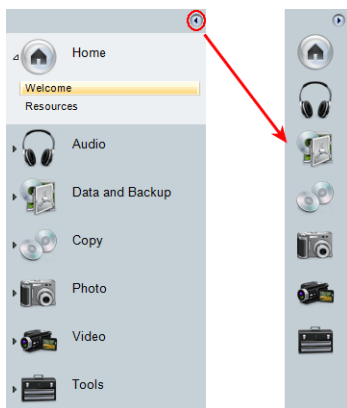 Home
Welcome
Resources
Audio
Data and Backup
Copy
Photo
Video
Tools